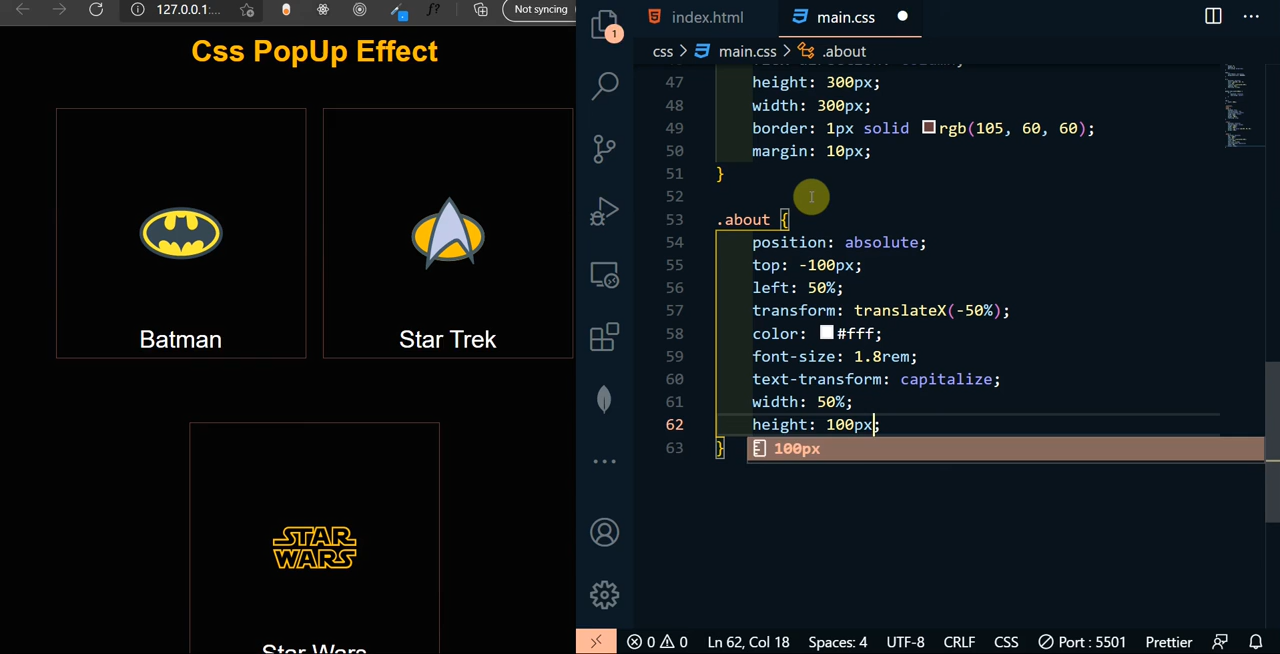 127.0.0.1:...
f?
Not syncing
Css PopUp Effect
Batman
Star Trek
STAR
WARS
Star Wars
1
index.html
main.css
css > main.css > .about
47 height: 300px;
48 width: 300px;
49 border: 1px solid rgb(105, 60, 60);
50 margin: 10px;
51 }
52
53 .about {
54 position: absolute;
55 top: -100px;
56 left: 50%;
57 transform: translateX(-50%);
58 color: #fff;
59 font-size: 1.8rem;
60 text-transform: capitalize;
61 width: 50%;
62 height: 100px;
63 }
100px
0 0 Ln 62, Col 18 Spaces: 4 UTF-8 CRLF CSS Port : 5501 Prettier